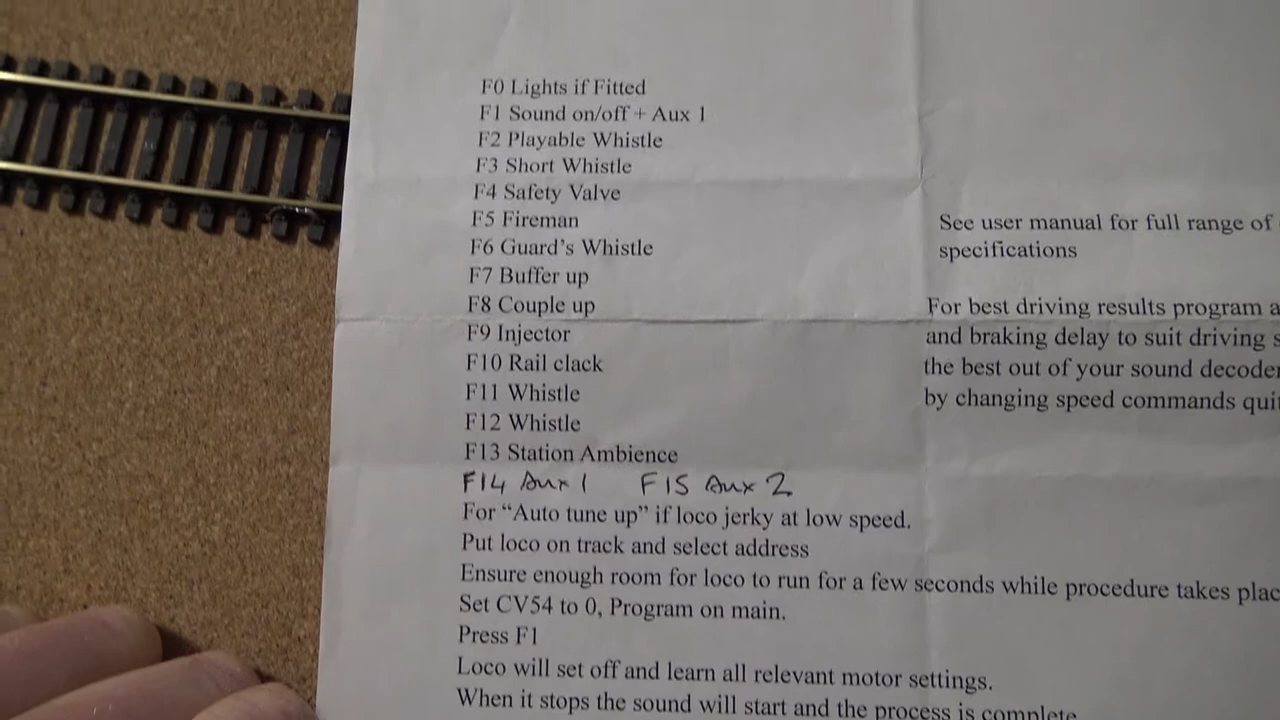 F0 Lights if Fitted
F1 Sound on/off + Aux 1
F2 Playable Whistle
F3 Short Whistle
F4 Safety Valve
F5 Fireman
F6 Guard's Whistle
F7 Buffer up
F8 Couple up
F9 Injector
F10 Rail clack
F11 Whistle
F12 Whistle
F13 Station Ambience
F14 Aux 1 F15 Aux 2
For “Auto tune up” if loco jerky at low speed.
Put loco on track and select address
Ensure enough room for loco to run for a few seconds while procedure takes plac
Set CV54 to 0, Program on main.
Press F1
Loco will set off and learn all relevant motor settings.
When it stops the sound will start and the process is complete
See user manual for full range of
specifications
For best driving results program a
and braking delay to suit driving s
the best out of your sound decoder
by changing speed commands qui